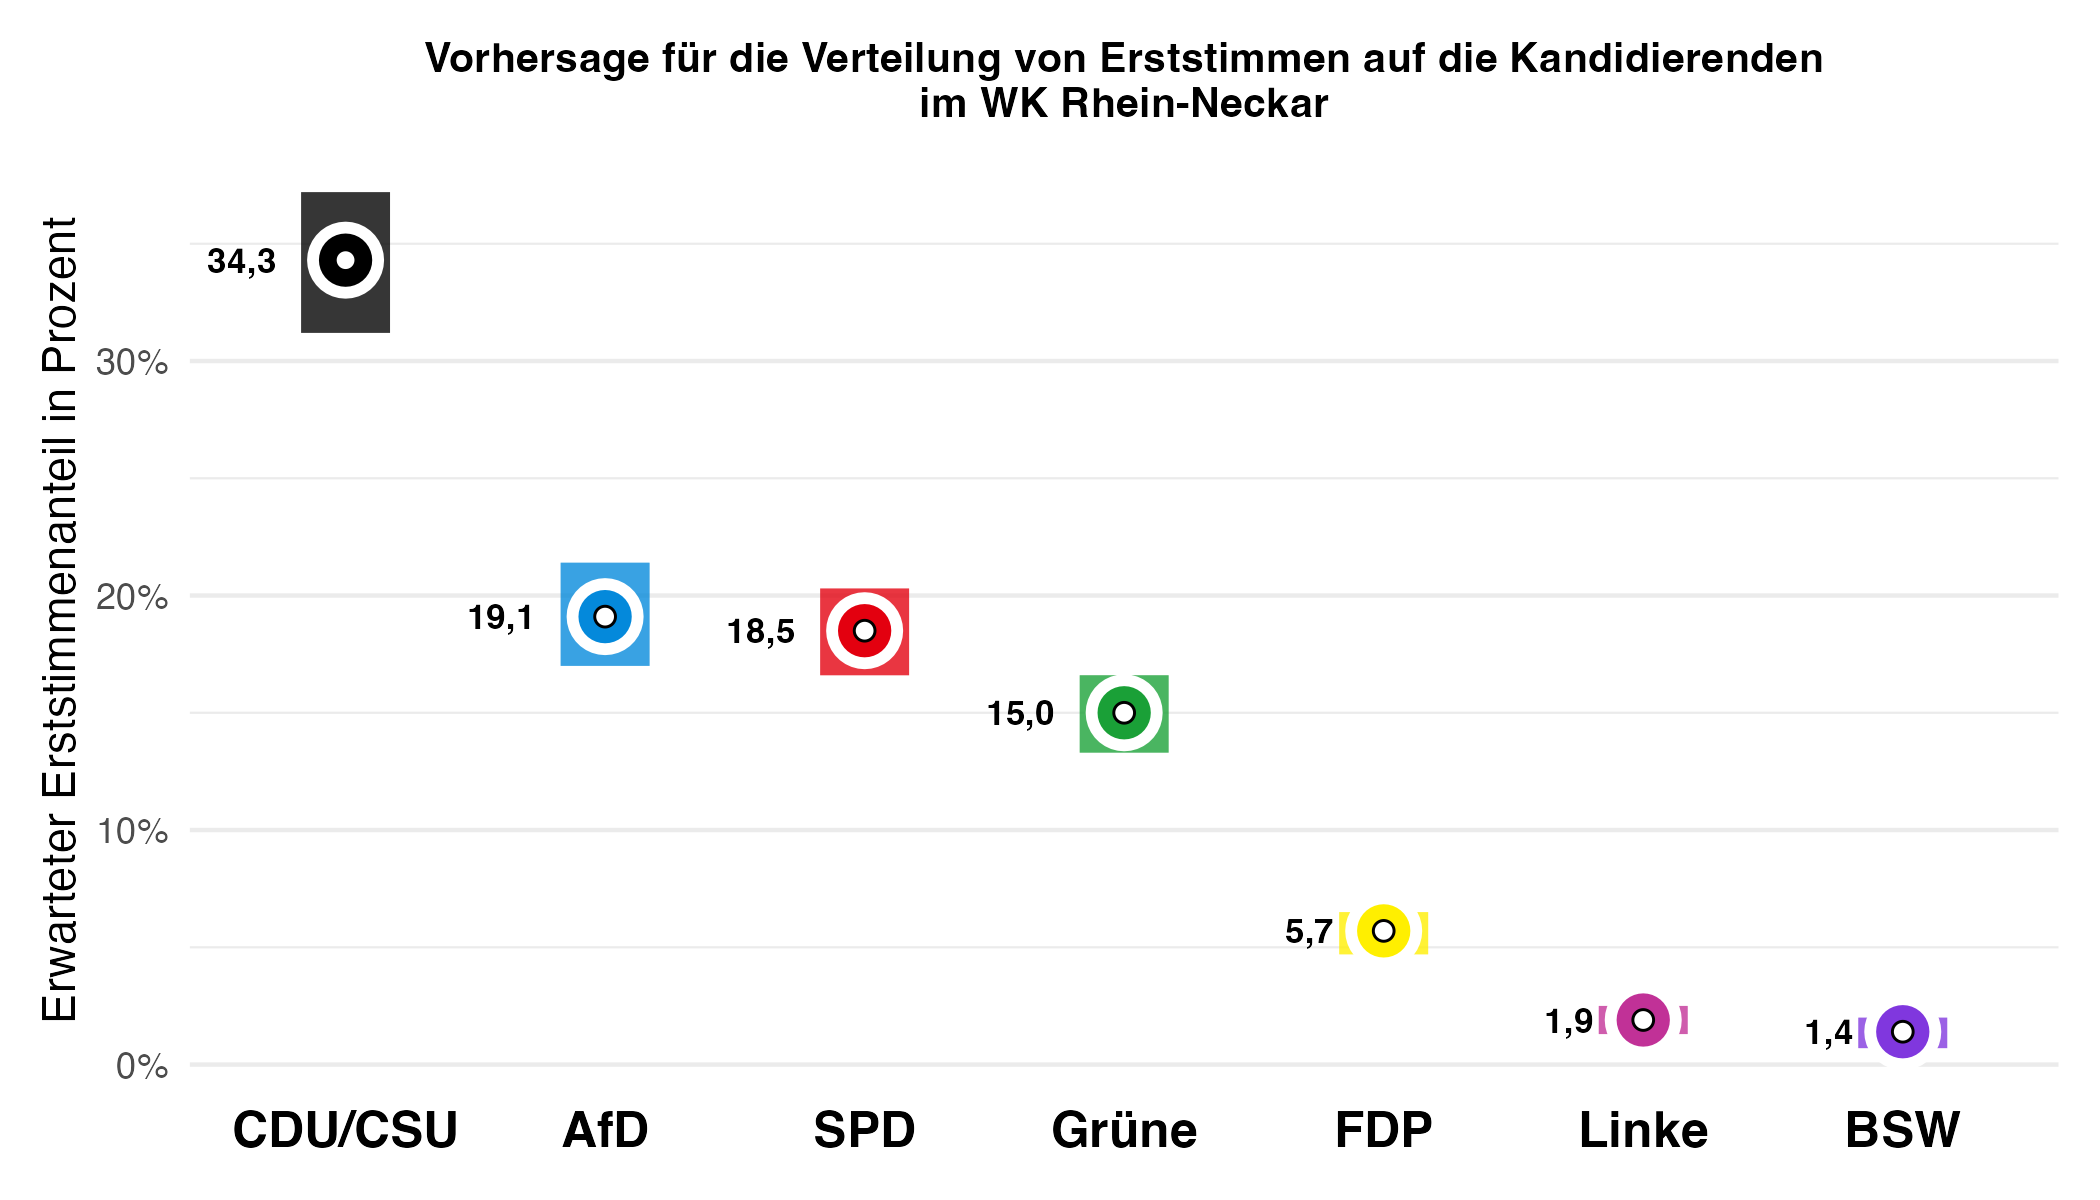 Vorhersage für die Verteilung von Erststimmen auf die Kandidierenden
im WK Rhein-Neckar
Erwarteter Erststimmenanteil in Prozent
30%
20%
10%
0%
34,3
19,1
18,5
15,0
5,7
1,9
1,4
CDU/CSU
AfD
SPD
Grüne
FDP
Linke
BSW